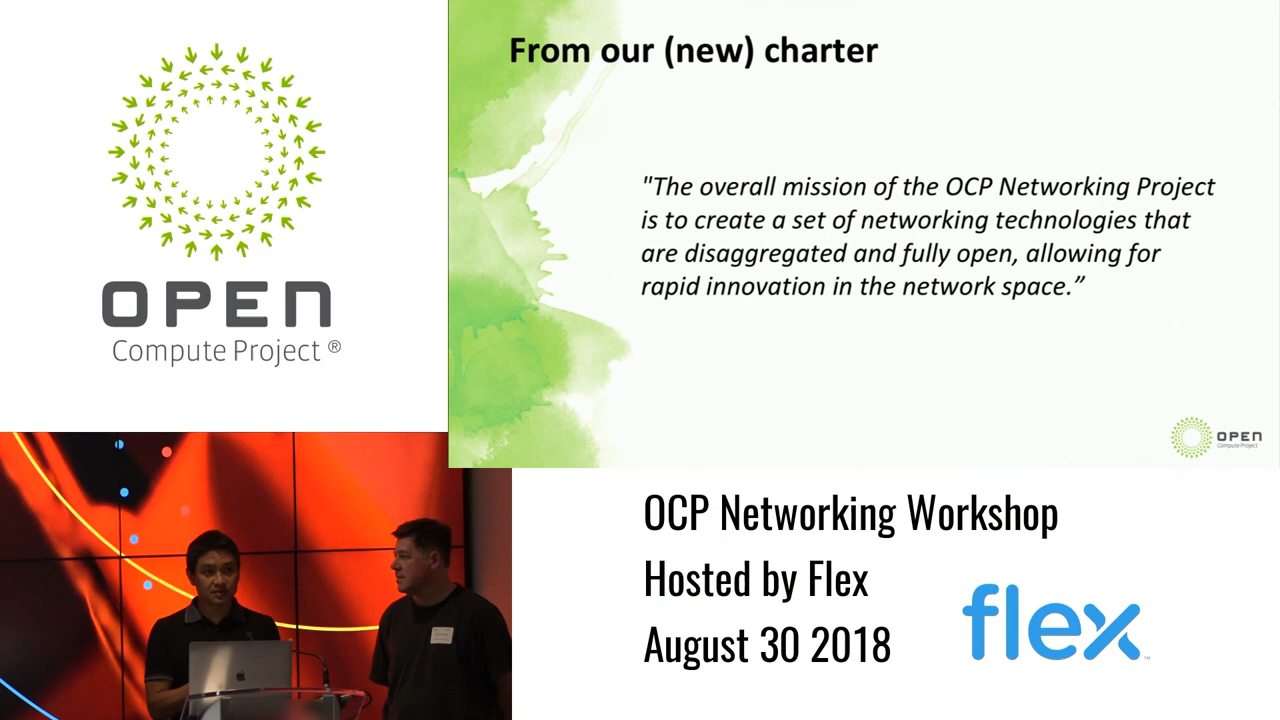 OPEN
Compute Project ®
From our (new) charter
"The overall mission of the OCP Networking Project
is to create a set of networking technologies that
are disaggregated and fully open, allowing for
rapid innovation in the network space.”
OPEN
Compute Project
OCP Networking Workshop
Hosted by Flex
August 30 2018
flex